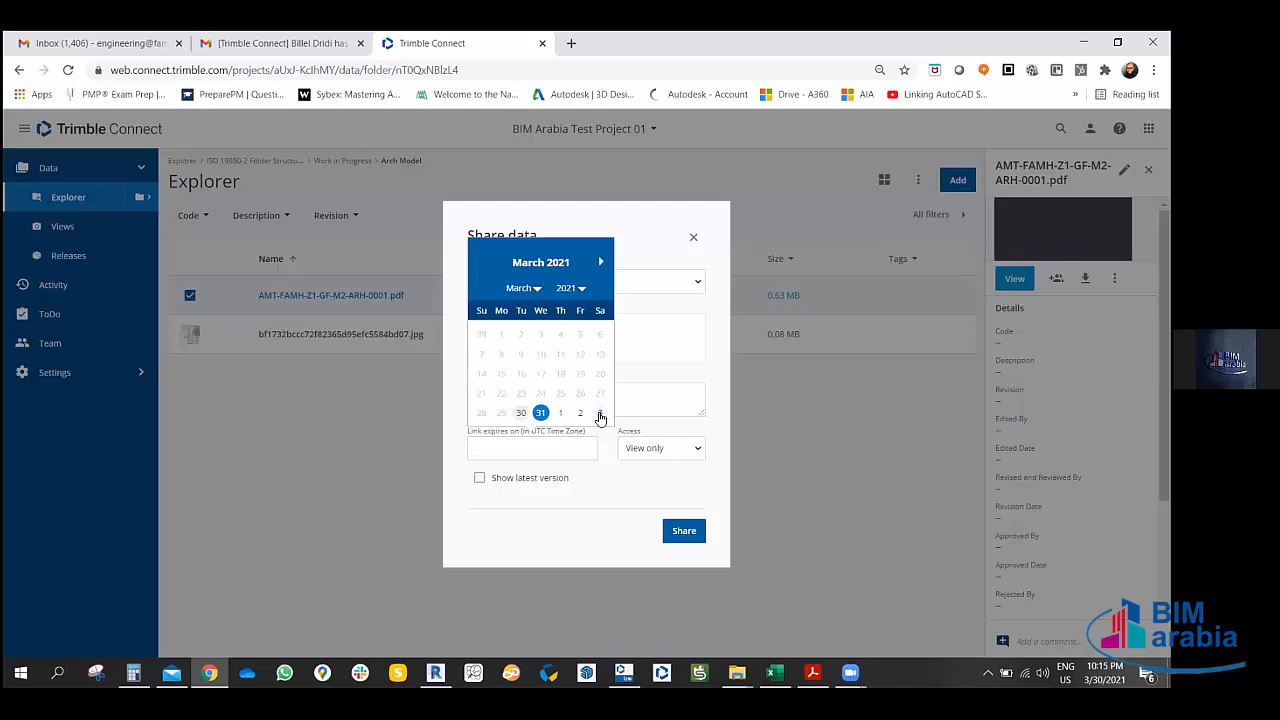 Inbox (1,406) - engineering@fam
[Trimble Connect] Billel Dridi has
Trimble Connect
web.connect.trimble.com/projects/aUxJ-KcIhMY/data/folder/nT0QxNBlzL4
Apps
PMP® Exam Prep |...
PreparePM | Questi...
Sybex: Mastering A...
Welcome to the Na...
Autodesk | 3D Desi...
Autodesk - Account
Drive - A360
AIA
Linking AutoCAD S...
»
Reading list
Trimble Connect
BIM Arabia Test Project 01
Data
Explorer
Views
Releases
Activity
ToDo
Team
Settings
Explorer
ISO 19650-2 Folder Structu...
Work in Progress
Arch Model
Explorer
Add
Code
Description
Revision
All filters
Name
Size
Tags
AMT-FAMH-Z1-GF-M2-ARH-0001.pdf
0.63 MB
bf1732bccc72f82365d95efc5584bd07.jpg
0.08 MB
Share data
March 2021
March
2021
Su Mo Tu We Th Fr Sa
28 1 2 3 4 5 6
7 8 9 10 11 12 13
14 15 16 17 18 19 20
21 22 23 24 25 26 27
28 29 30 31 1 2
Link expires on (in UTC Time Zone)
Access
View only
Show latest version
Share
AMT-FAMH-Z1-GF-M2-
ARH-0001.pdf
View
Details
Code
--
Description
--
Revision
--
Edited By
--
Edited Date
--
Revised and Reviewed By
--
Revision Date
--
Approved By
--
Approved Date
--
Rejected By
--
Add a comment...
BIM
arabia
BIM
arabia
ENG
US
10:15 PM
3/30/2021
6